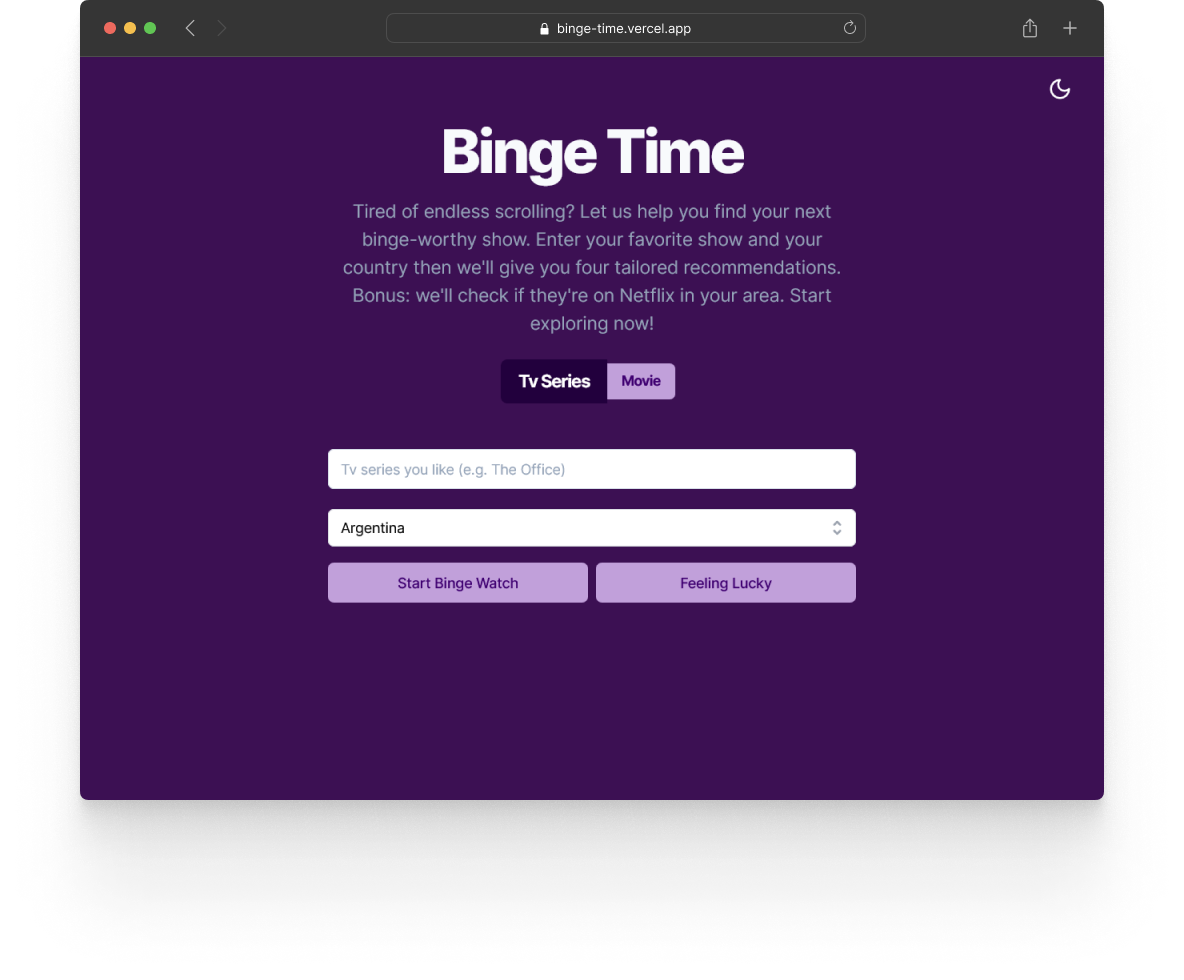 binge-time.vercel.app
Binge Time
Tired of endless scrolling? Let us help you find your next
binge-worthy show. Enter your favorite show and your
country then we'll give you four tailored recommendations.
Bonus: we'll check if they're on Netflix in your area. Start
exploring now!
Tv Series Movie
Tv series you like (e.g. The Office)
Argentina
Start Binge Watch Feeling Lucky